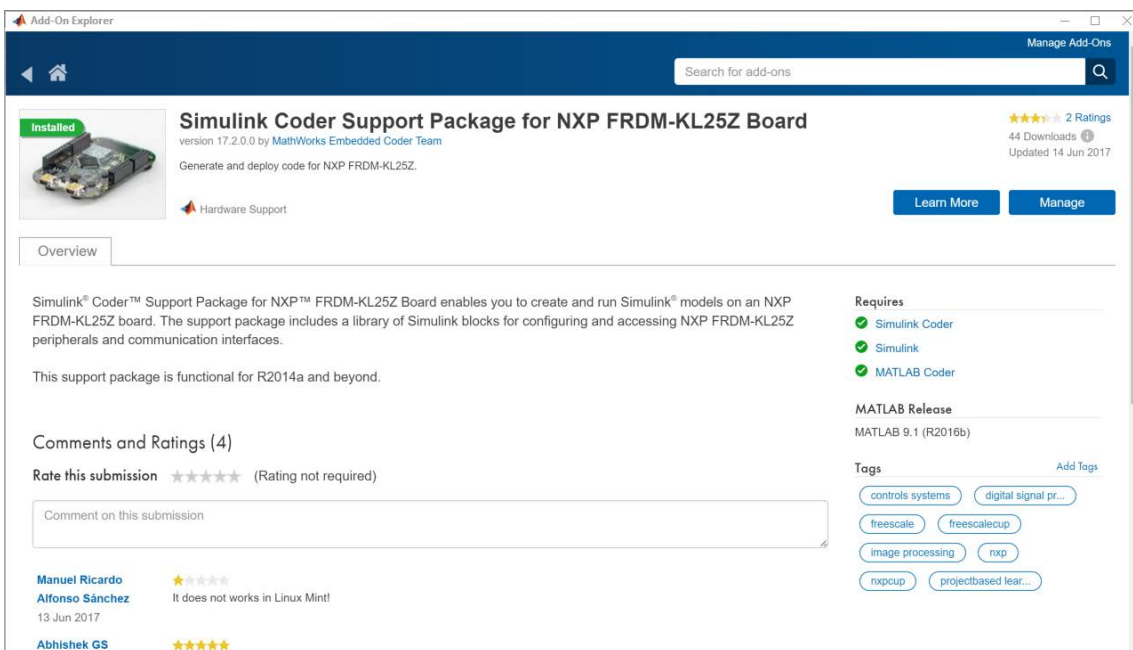 Add-On Explorer
Manage Add-Ons
Search for add-ons
Installed
Simulink Coder Support Package for NXP FRDM-KL25Z Board
version 17.2.0.0 by MathWorks Embedded Coder Team
Generate and deploy code for NXP FRDM-KL25Z.
Hardware Support
2 Ratings
44 Downloads
Updated 14 Jun 2017
Learn More
Manage
Overview
Simulink® Coder™ Support Package for NXP™ FRDM-KL25Z Board enables you to create and run Simulink® models on an NXP
FRDM-KL25Z board. The support package includes a library of Simulink blocks for configuring and accessing NXP FRDM-KL25Z
peripherals and communication interfaces.
This support package is functional for R2014a and beyond.
Comments and Ratings (4)
Rate this submission (Rating not required)
Comment on this submission
Manuel Ricardo
Alfonso Sánchez
13 Jun 2017
It does not works in Linux Mint!
Abhishek GS
Requires
Simulink Coder
Simulink
MATLAB Coder
MATLAB Release
MATLAB 9.1 (R2016b)
Tags
Add Tags
controls systems
digital signal pr...
freescale
freescalecup
image processing
nxp
nxpcup
projectbased lear...